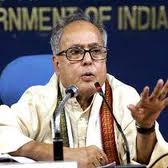 ERNMENT OF INDIA